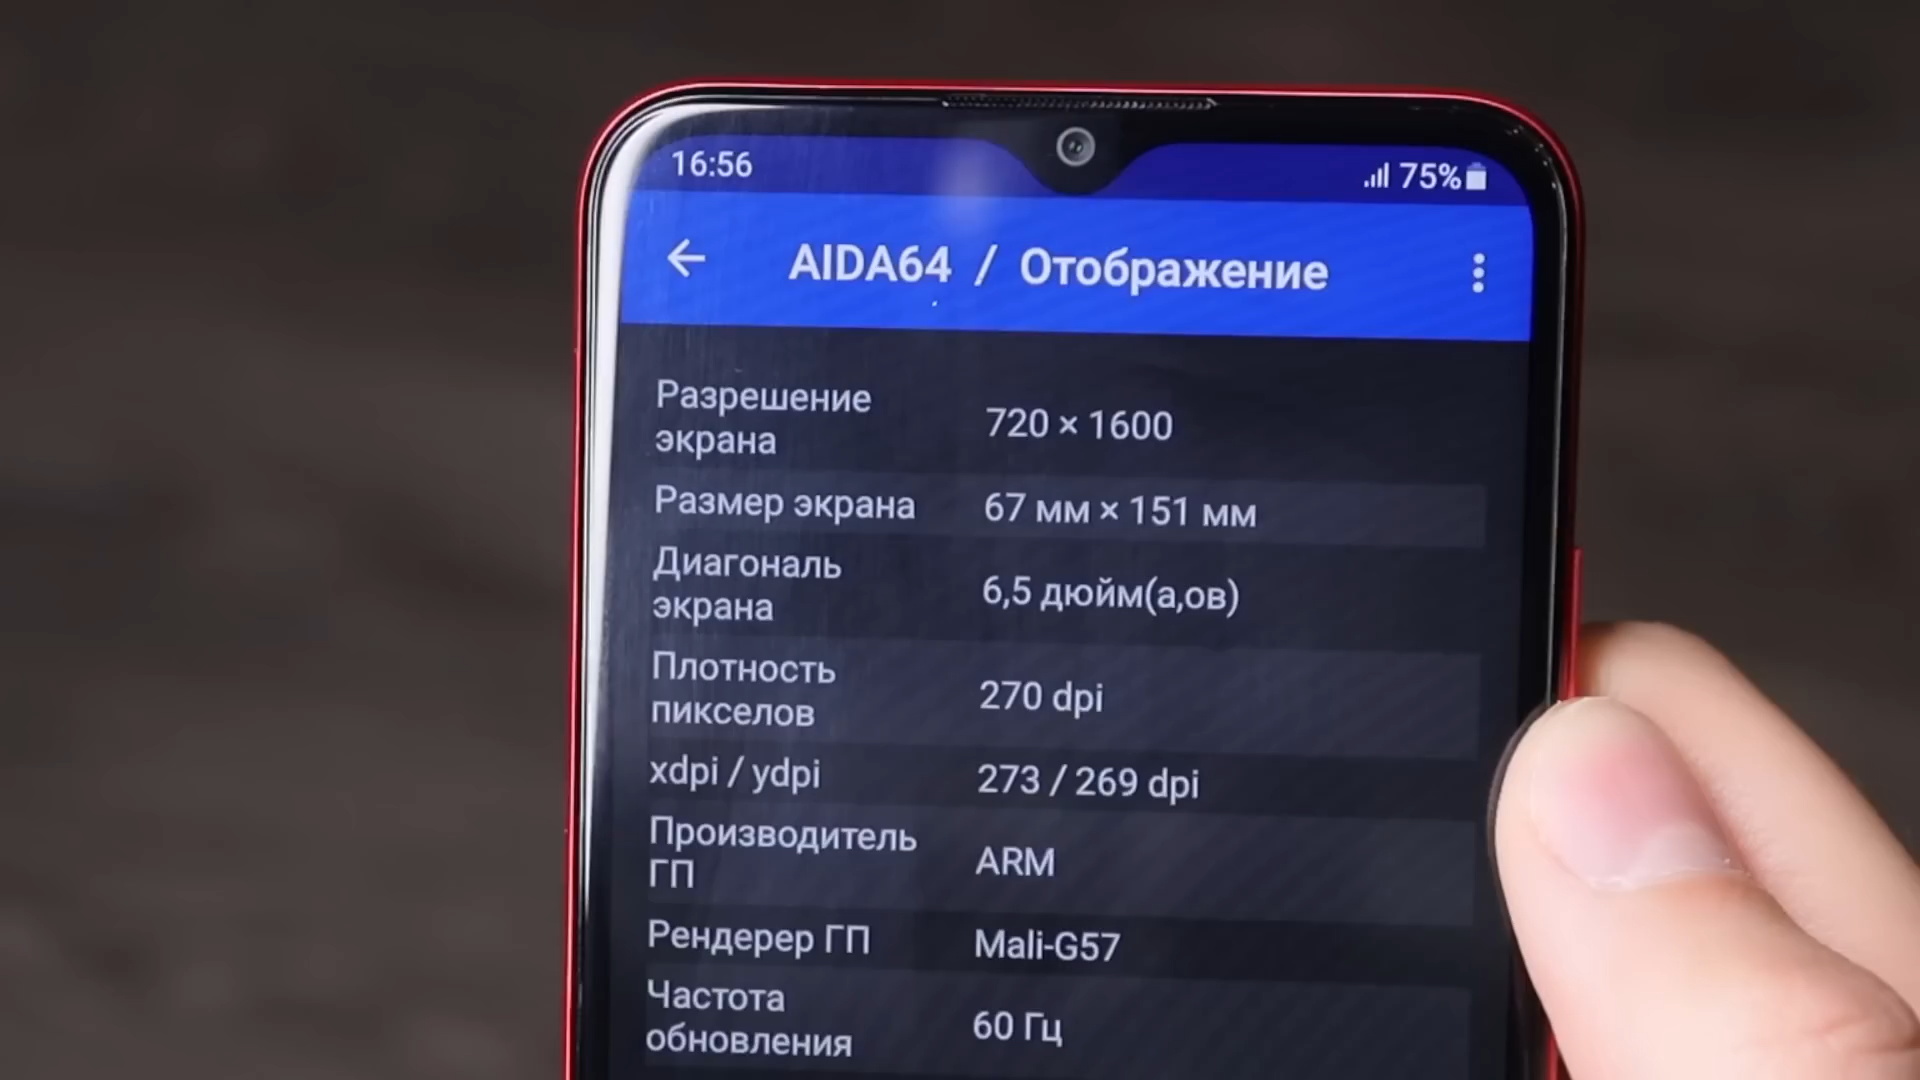 16:56
75%
AIDA64 / Отображение
Разрешение
экрана
720 × 1600
Размер экрана
67 мм × 151 мм
Диагональ
экрана
6,5 дюйм(а,ов)
Плотность
пикселов
270 dpi
xdpi / ydpi
273 / 269 dpi
Производитель
ГП
ARM
Рендерер ГП
Mali-G57
Частота
обновления
60 Гц